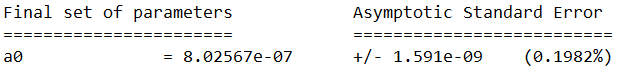 Final set of parameters            Asymptotic Standard Error
=======================            ==========================
a0              = 8.02567e-07      +/- 1.591e-09    (0.1982%)